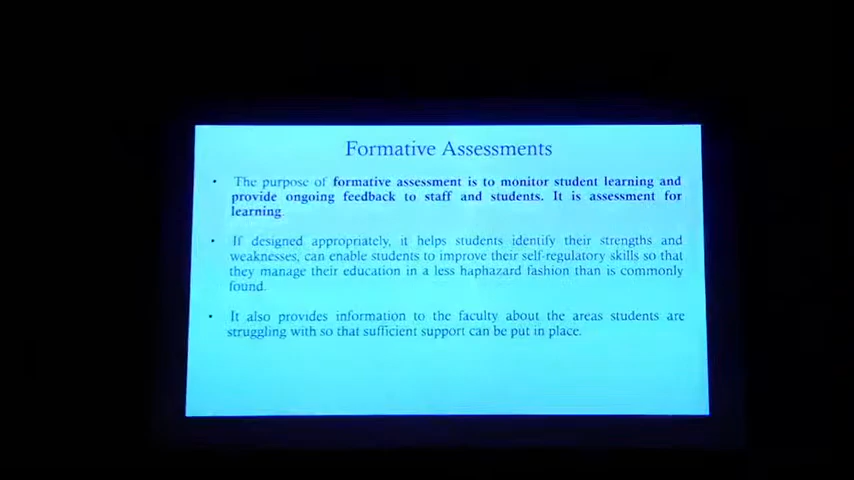 Formative Assessments
• The purpose of formative assessment is to monitor student learning and
provide ongoing feedback to staff and students. It is assessment for
learning.
• If designed appropriately, it helps students identify their strengths and
weaknesses, can enable students to improve their self-regulatory skills so that
they manage their education in a less haphazard fashion than is commonly
found.
• It also provides information to the faculty about the areas students are
struggling with so that sufficient support can be put in place.